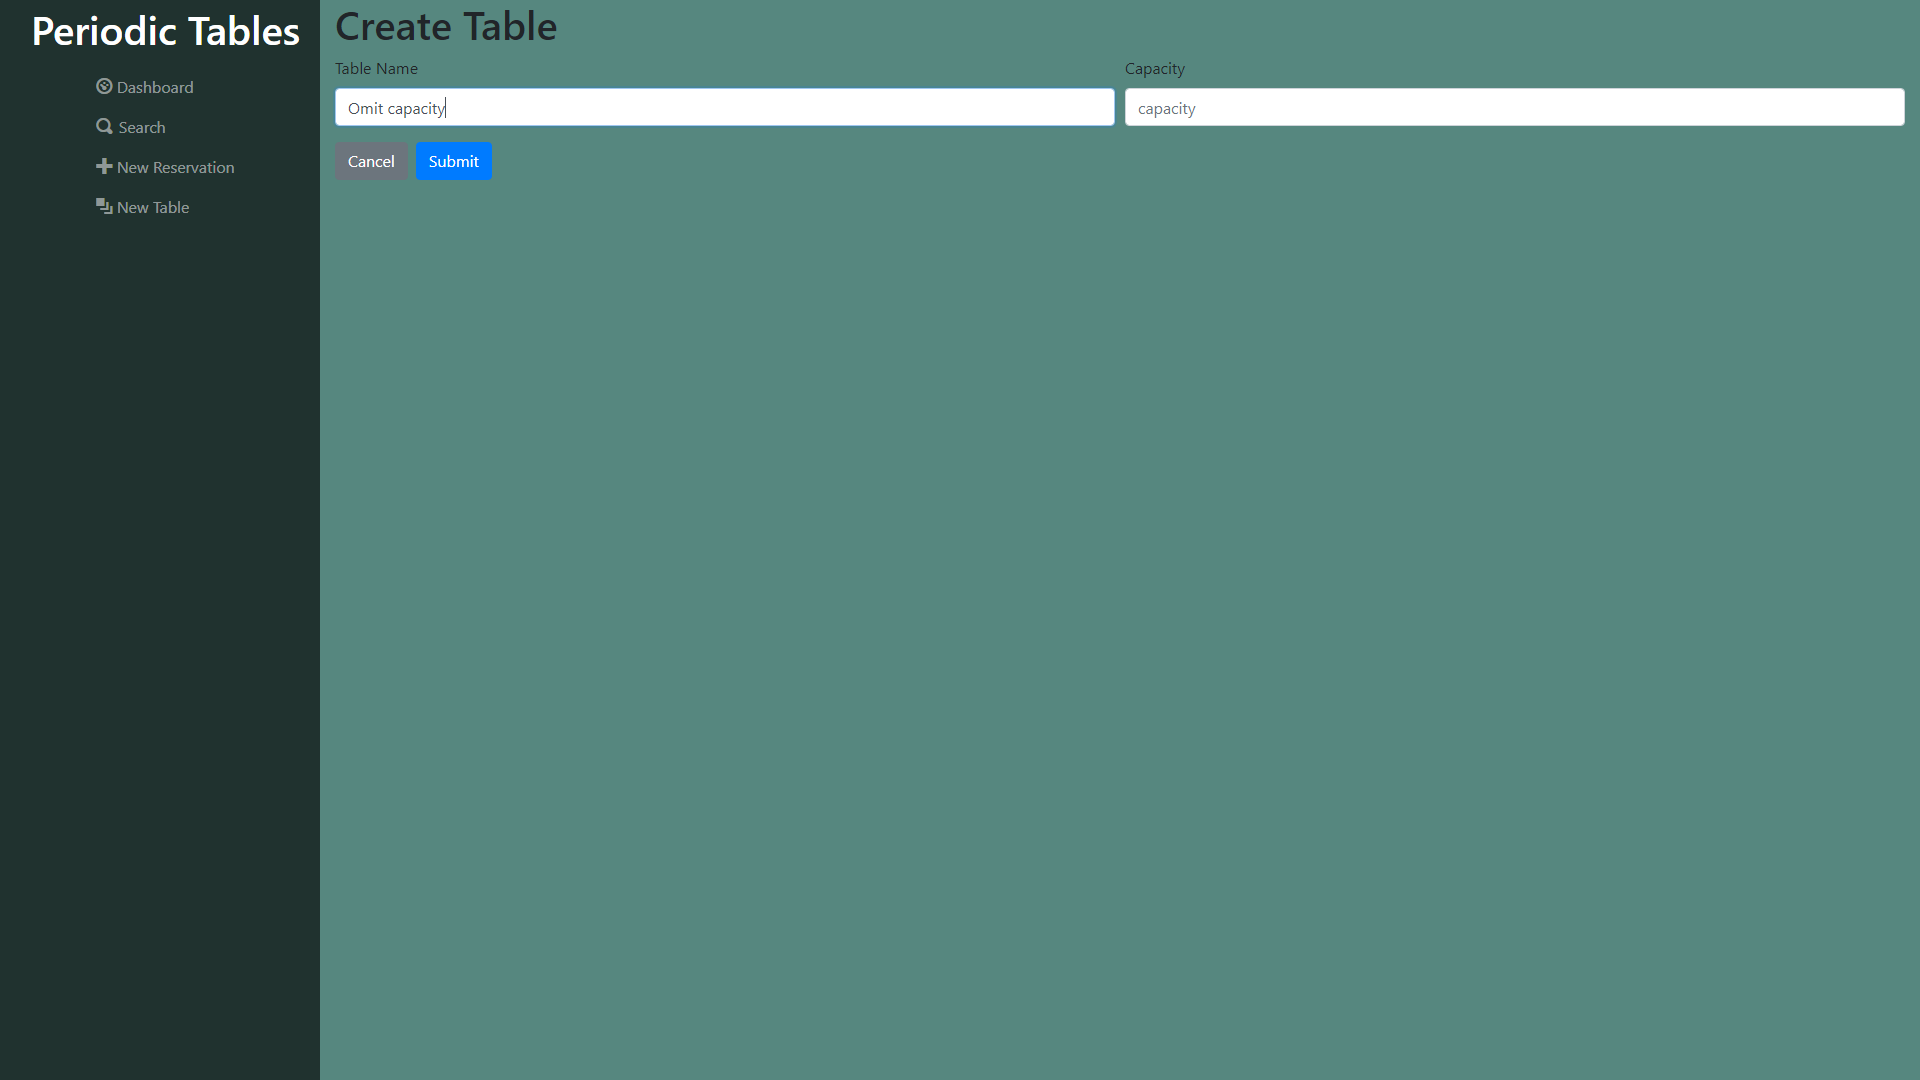 Periodic Tables
Dashboard
Search
New Reservation
New Table
Create Table
Table Name
Omit capacity
Capacity
capacity
Cancel
Submit